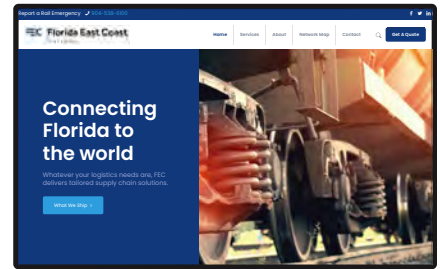 Report a Rail Emergency
FEC Florida East Coast
Home Services About Network Map Contact Get A Quote
Connecting
Florida to
the world
Whatever your logistics needs are, FEC
delivers tailored supply chain solutions.
What We Ship >